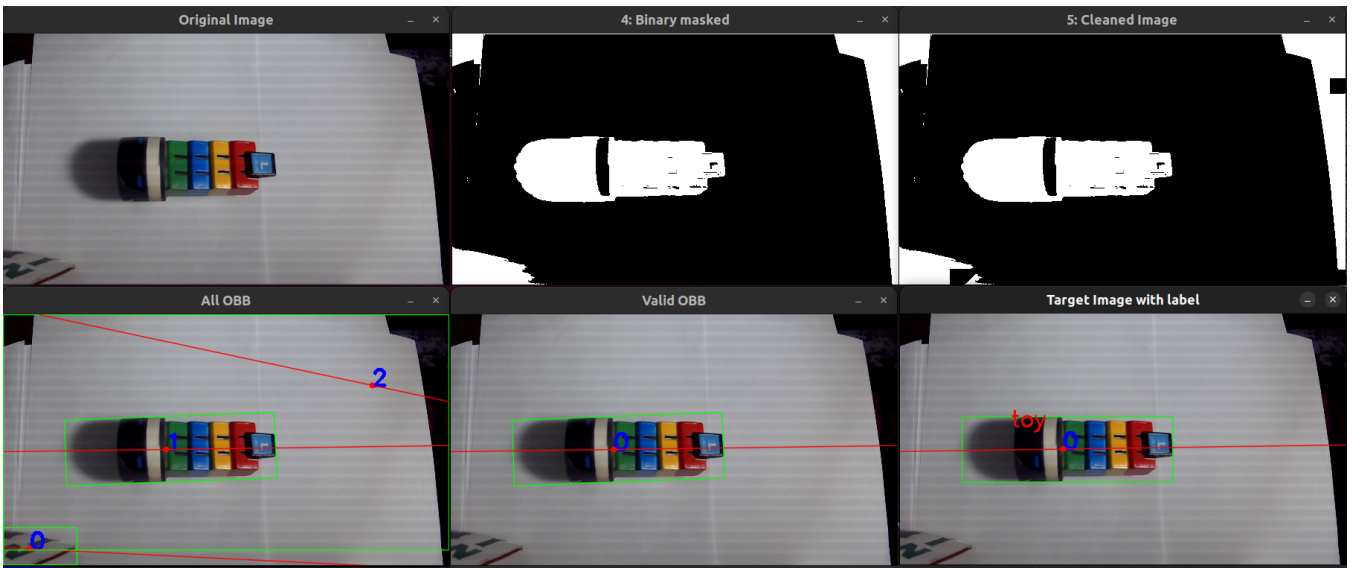 Original Image
4: Binary masked
5: Cleaned Image
L
All OBB
Valid OBB
Target Image with label
2
1
0
0
toy
0